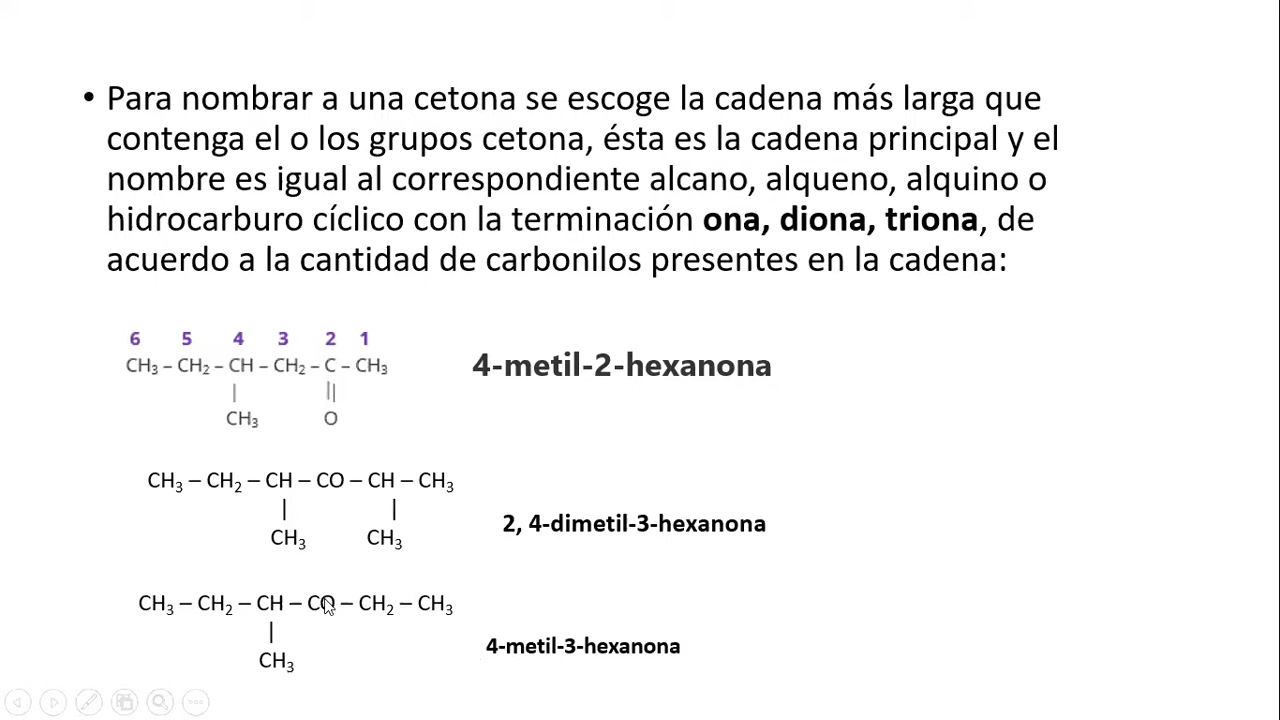 • Para nombrar a una cetona se escoge la cadena más larga que
contenga el o los grupos cetona, ésta es la cadena principal y el
nombre es igual al correspondiente alcano, alqueno, alquino o
hidrocarburo cíclico con la terminación ona, diona, triona, de
acuerdo a la cantidad de carbonilos presentes en la cadena:
6 5 4 3 2 1
CH₃ – CH₂ – CH – CH₂ – C – CH₃
| ||
CH₃ O
4-metil-2-hexanona
CH₃ – CH₂ – CH – CO – CH – CH₃
| |
CH₃ CH₃
2, 4-dimetil-3-hexanona
CH₃ – CH₂ – CH – CO – CH₂ – CH₃
|
CH₃
4-metil-3-hexanona